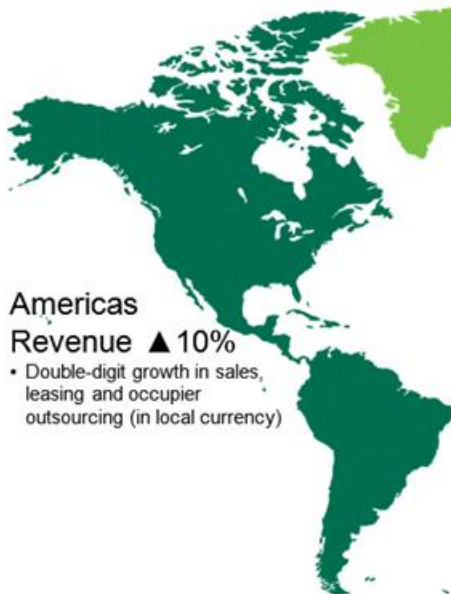 Americas
Revenue ▲10%
• Double-digit growth in sales,
leasing and occupier
outsourcing (in local currency)